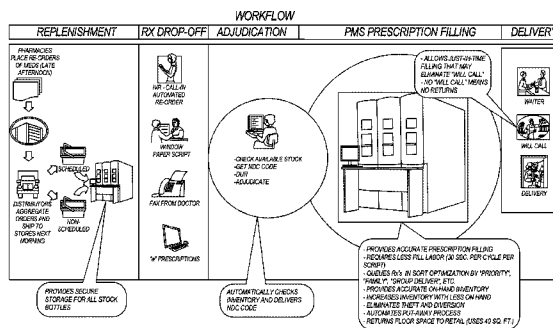 WORKFLOW
REPLENISHMENT
RX DROP-OFF
ADJUDICATION
PMS PRESCRIPTION FILLING
DELIVERY
PHARMACIES
PLACE RE-ORDERS
OF MEDS (LATE
AFTERNOON)
SCHEDULED
DISTRIBUTORS
AGGREGATE
ORDERS AND
SHIP TO
STORES NEXT
MORNING
NON-
SCHEDULED
PROVIDES SECURE
STORAGE FOR ALL STOCK
BOTTLES
IVR - CALL-IN
AUTOMATED
RE-ORDER
WINDOW
PAPER SCRIPT
FAX FROM DOCTOR
"e" PRESCRIPTIONS
-CHECK AVAILABLE STOCK
-GET NDC CODE
-DUR
-ADJUDICATE
AUTOMATICALLY CHECKS
INVENTORY AND DELIVERS
NDC CODE
- ALLOWS JUST-IN-TIME
FILLING THAT MAY
ELIMINATE "WILL CALL"
- NO "WILL CALL" MEANS
NO RETURNS
- PROVIDES ACCURATE PRESCRIPTION FILLING
- REQUIRES LESS FILL LABOR (30 SEC. PER CYCLE PER
SCRIPT)
- QUEUES Rx's IN SORT OPTIMIZATION BY "PRIORITY",
"FAMILY", "GROUP DELIVER", ETC.
- PROVIDES ACCURATE ON-HAND INVENTORY
- INCREASES INVENTORY WITH LESS ON HAND
- ELIMINATES THEFT AND DIVERSION
- AUTOMATES PUT-AWAY PROCESS
- RETURNS FLOOR SPACE TO RETAIL (USES 40 SQ. FT.)
WAITER
WILL CALL
DELIVERY